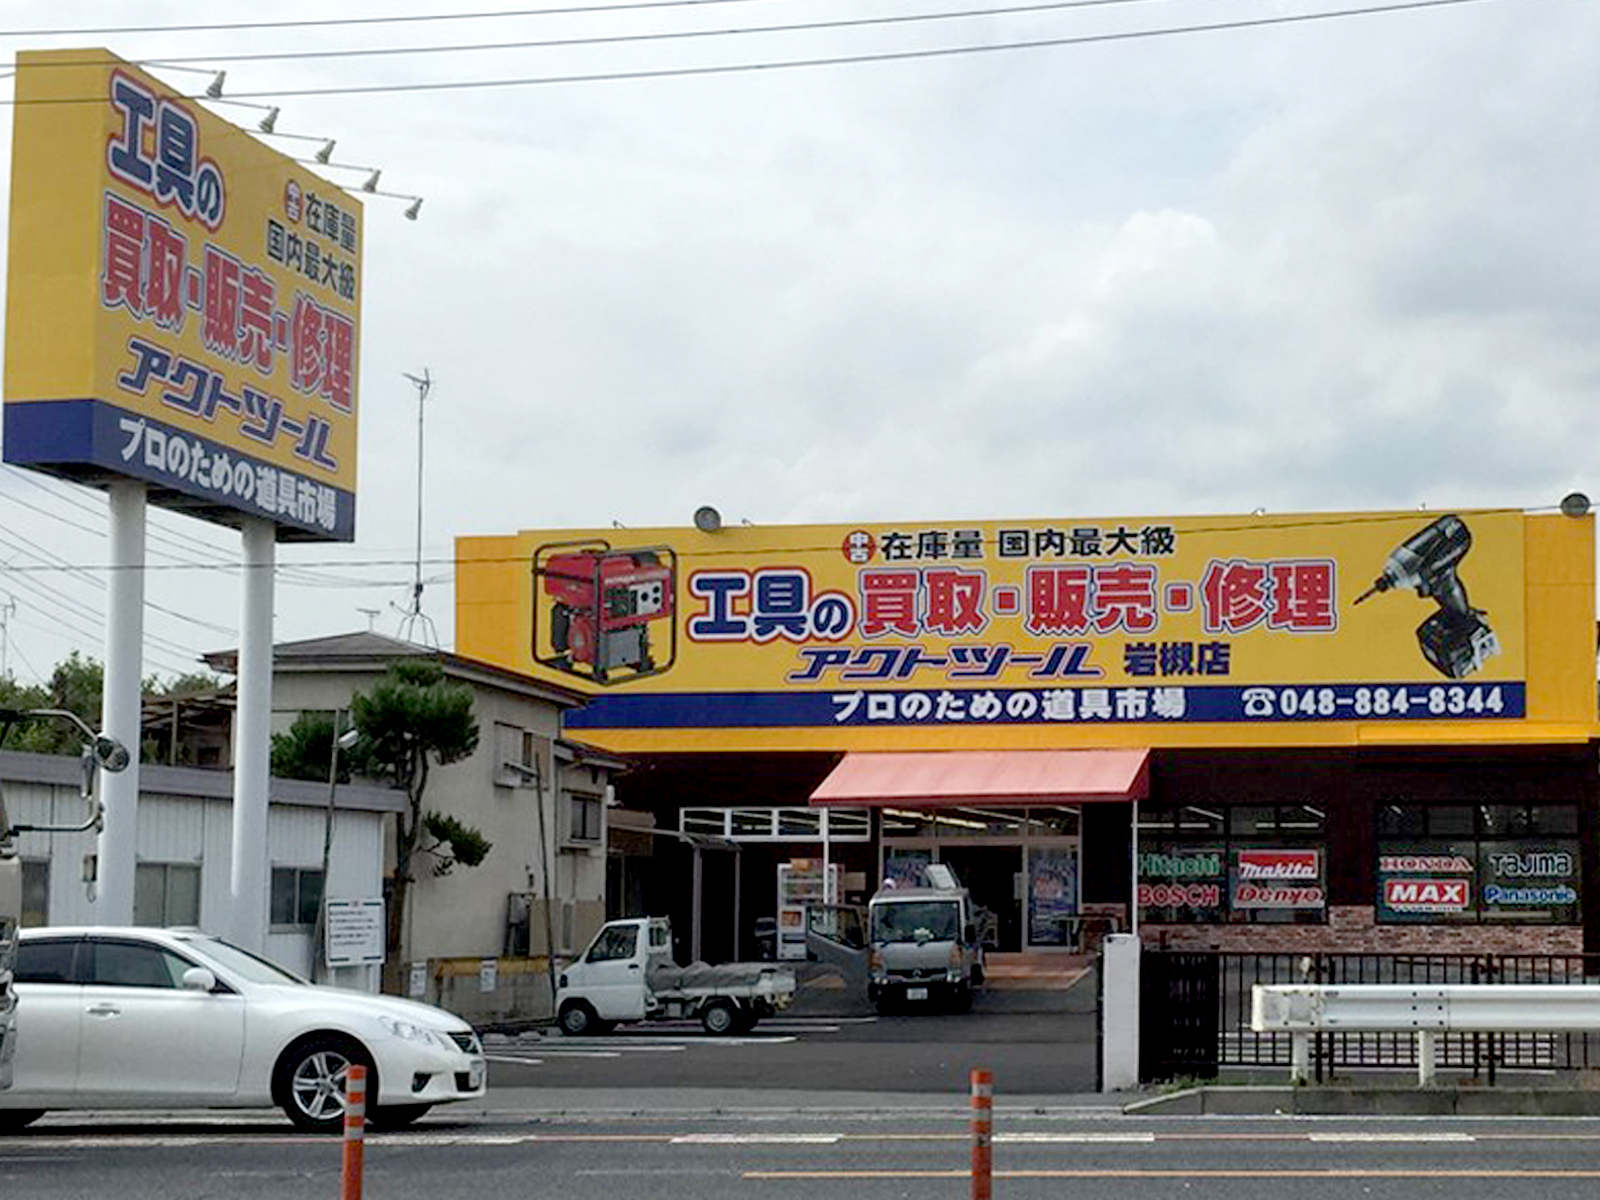 工具の
中古 在庫量
国内最大級
買取・販売・修理
アクトツール
プロのための道具市場
中古 在庫量 国内最大級
工具の買取・販売・修理
アクトツール 岩槻店
プロのための道具市場 ☎048-884-8344
Hitachi makita
BOSCH Denyo
HONDA TaJIma
MAX Panasonic
HONDA